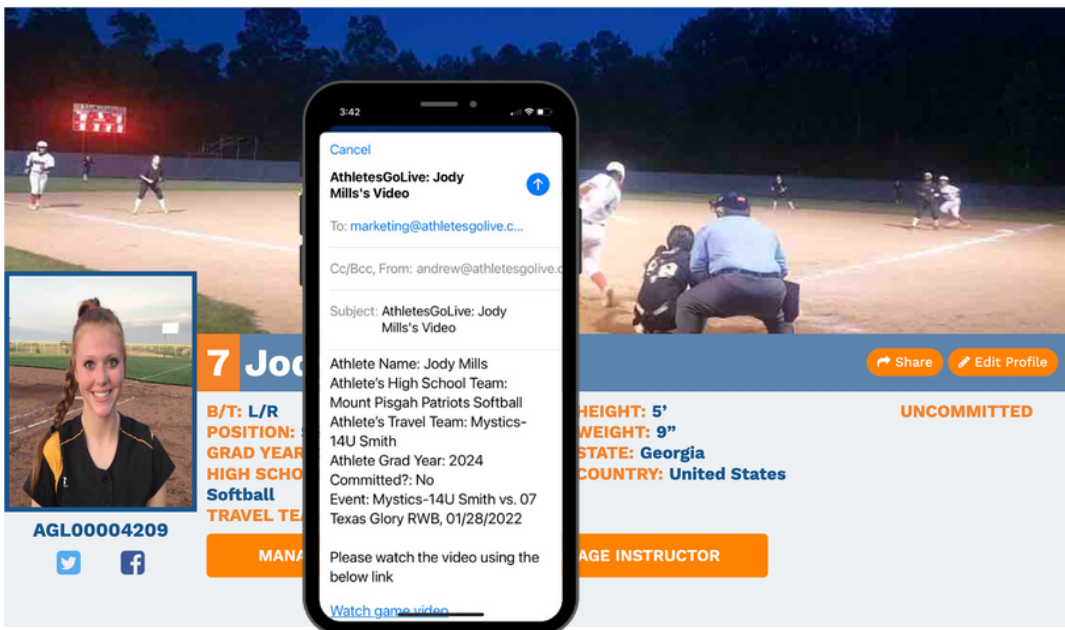 3:42
Cancel
AthletesGoLive: Jody
Mills's Video
To: marketing@athletesgolive.c...
Cc/Bcc, From: andrew@athletesgolive.c
Subject: AthletesGoLive: Jody
Mills's Video
Athlete Name: Jody Mills
Athlete's High School Team:
Mount Pisgah Patriots Softball
Athlete's Travel Team: Mystics-
14U Smith
Athlete Grad Year: 2024
Committed?: No
Event: Mystics-14U Smith vs. 07
Texas Glory RWB, 01/28/2022
Please watch the video using the
below link
Watch game video
7 Jo
Share
Edit Profile
B/T: L/R
POSITION:
GRAD YEAR
HIGH SCHO
Softball
TRAVEL TE
HEIGHT: 5’
WEIGHT: 9”
STATE: Georgia
COUNTRY: United States
UNCOMMITTED
AGL00004209
MANA
AGE INSTRUCTOR